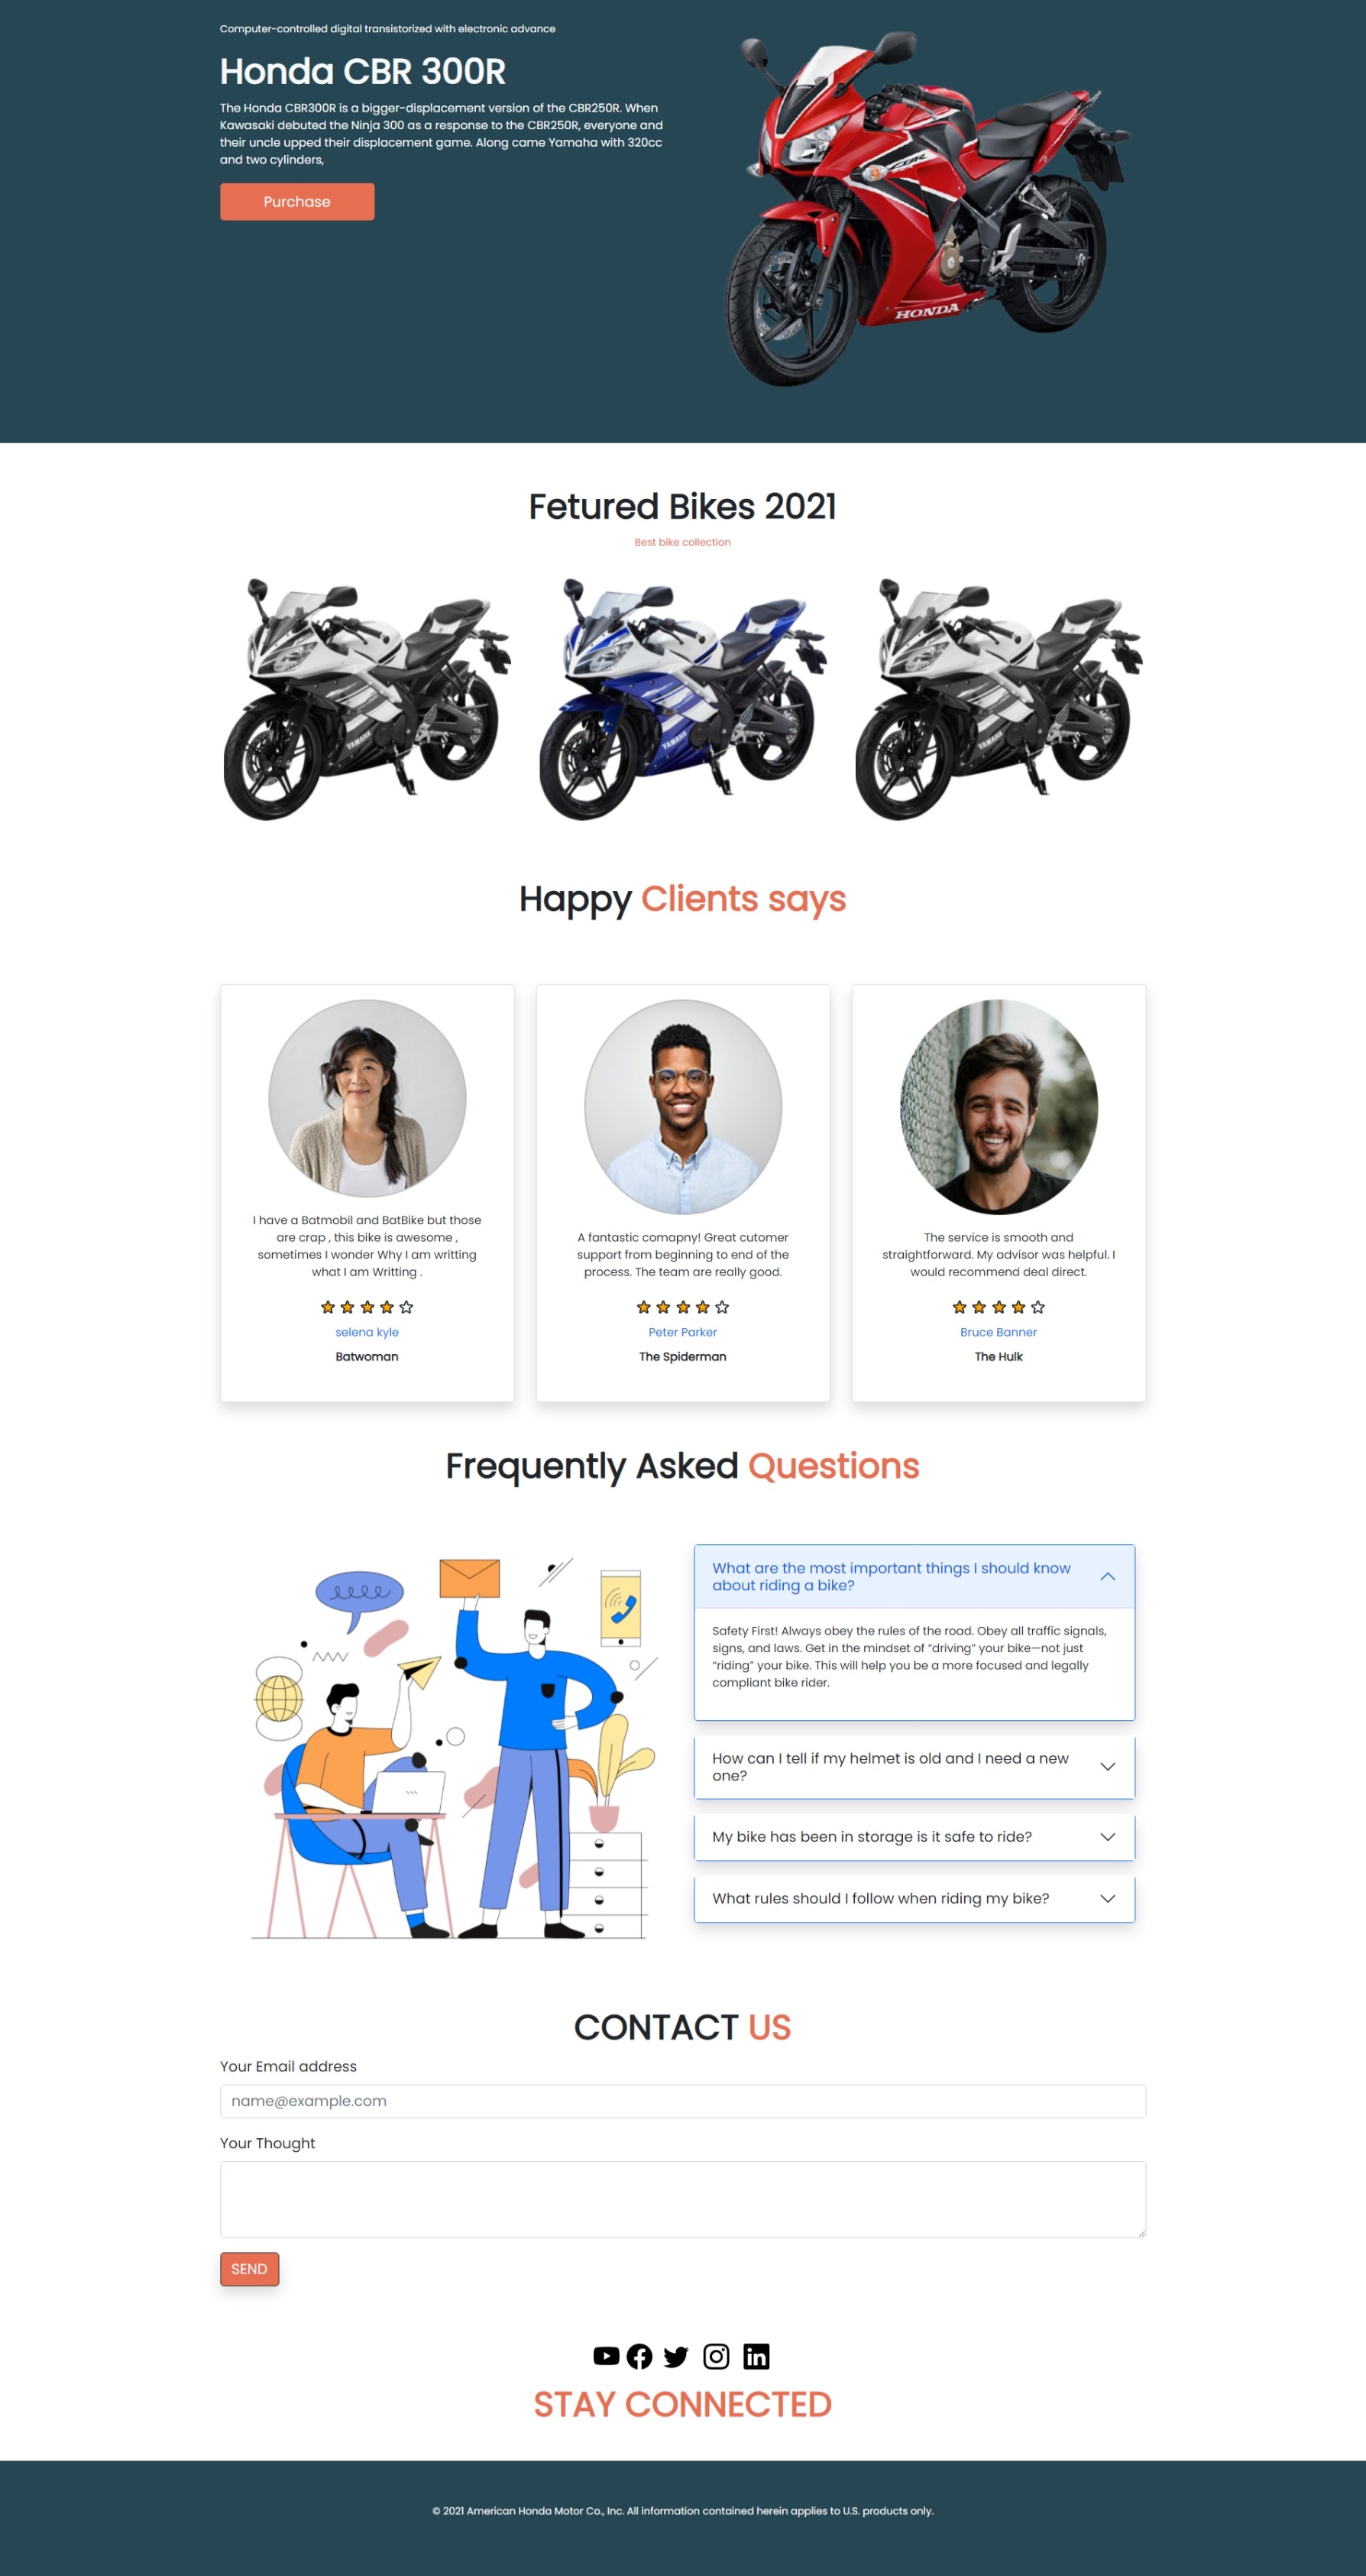 Computer-controlled digital transistorized with electronic advance
Honda CBR 300R
The Honda CBR300R is a bigger-displacement version of the CBR250R. When
Kawasaki debuted the Ninja 300 as a response to the CBR250R, everyone and
their uncle upped their displacement game. Along came Yamaha with 320cc
and two cylinders,
Purchase
CBR
HONDA
Fetured Bikes 2021
Best bike collection
YAMAHA
YAMAHA
YAMAHA
Happy Clients says
I have a Batmobil and BatBike but those
are crap , this bike is awesome ,
sometimes I wonder Why I am writting
what I am Writting .
selena kyle
Batwoman
A fantastic comapny! Great cutomer
support from beginning to end of the
process. The team are really good.
Peter Parker
The Spiderman
The service is smooth and
straightforward. My advisor was helpful. I
would recommend deal direct.
Bruce Banner
The Hulk
Frequently Asked Questions
What are the most important things I should know
about riding a bike?
Safety First! Always obey the rules of the road. Obey all traffic signals,
signs, and laws. Get in the mindset of “driving” your bike—not just
“riding” your bike. This will help you be a more focused and legally
compliant bike rider.
How can I tell if my helmet is old and I need a new
one?
My bike has been in storage is it safe to ride?
What rules should I follow when riding my bike?
CONTACT US
Your Email address
name@example.com
Your Thought
SEND
STAY CONNECTED
© 2021 American Honda Motor Co., Inc. All information contained herein applies to U.S. products only.